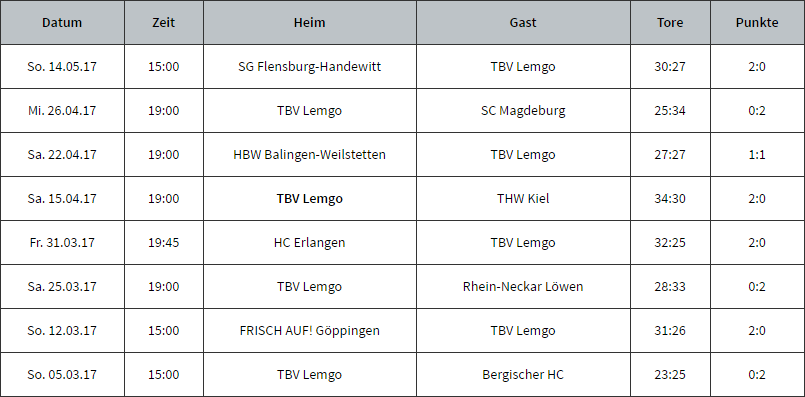 Datum Zeit Heim Gast Tore Punkte
So. 14.05.17 15:00 SG Flensburg-Handewitt TBV Lemgo 30:27 2:0
Mi. 26.04.17 19:00 TBV Lemgo SC Magdeburg 25:34 0:2
Sa. 22.04.17 19:00 HBW Balingen-Weilstetten TBV Lemgo 27:27 1:1
Sa. 15.04.17 19:00 TBV Lemgo THW Kiel 34:30 2:0
Fr. 31.03.17 19:45 HC Erlangen TBV Lemgo 32:25 2:0
Sa. 25.03.17 19:00 TBV Lemgo Rhein-Neckar Löwen 28:33 0:2
So. 12.03.17 15:00 FRISCH AUF! Göppingen TBV Lemgo 31:26 2:0
So. 05.03.17 15:00 TBV Lemgo Bergischer HC 23:25 0:2